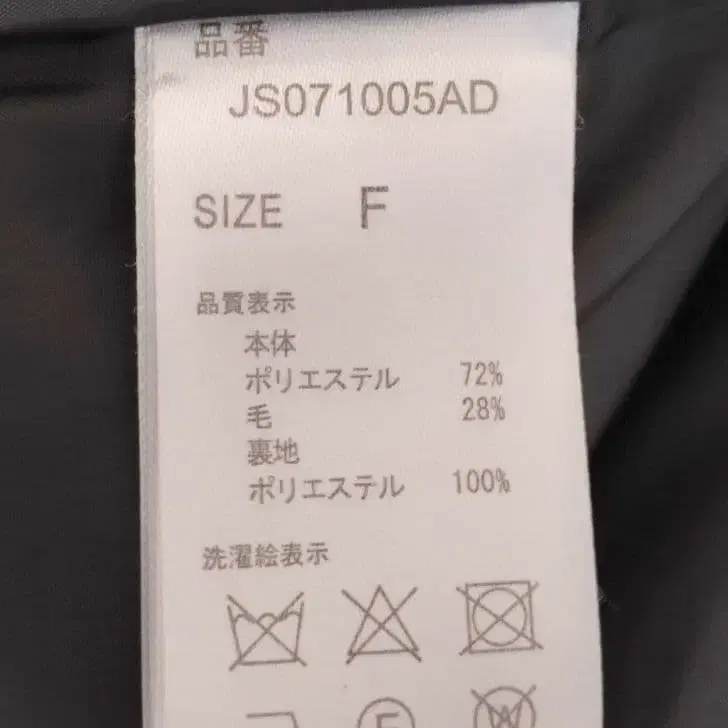 品番
JS071005AD
SIZE F
品質表示
本体
ポリエステル 72%
毛 28%
裏地
ポリエステル 100%
洗濯絵表示
F
W